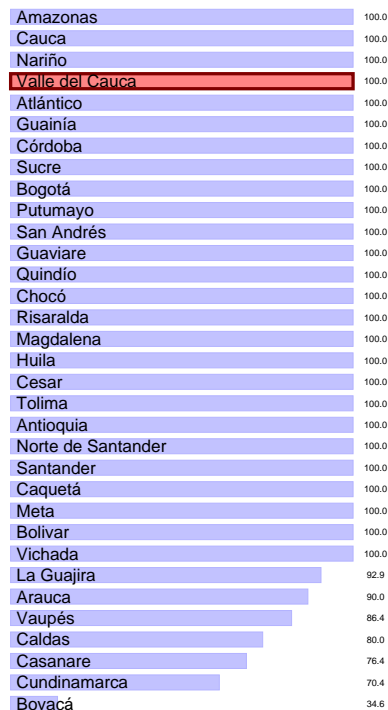 Amazonas 100.0
Cauca 100.0
Nariño 100.0
Valle del Cauca 100.0
Atlántico 100.0
Guainía 100.0
Córdoba 100.0
Sucre 100.0
Bogotá 100.0
Putumayo 100.0
San Andrés 100.0
Guaviare 100.0
Quindío 100.0
Chocó 100.0
Risaralda 100.0
Magdalena 100.0
Huila 100.0
Cesar 100.0
Tolima 100.0
Antioquia 100.0
Norte de Santander 100.0
Santander 100.0
Caquetá 100.0
Meta 100.0
Bolivar 100.0
Vichada 100.0
La Guajira 92.9
Arauca 90.0
Vaupés 86.4
Caldas 80.0
Casanare 76.4
Cundinamarca 70.4
Boyacá 34.6